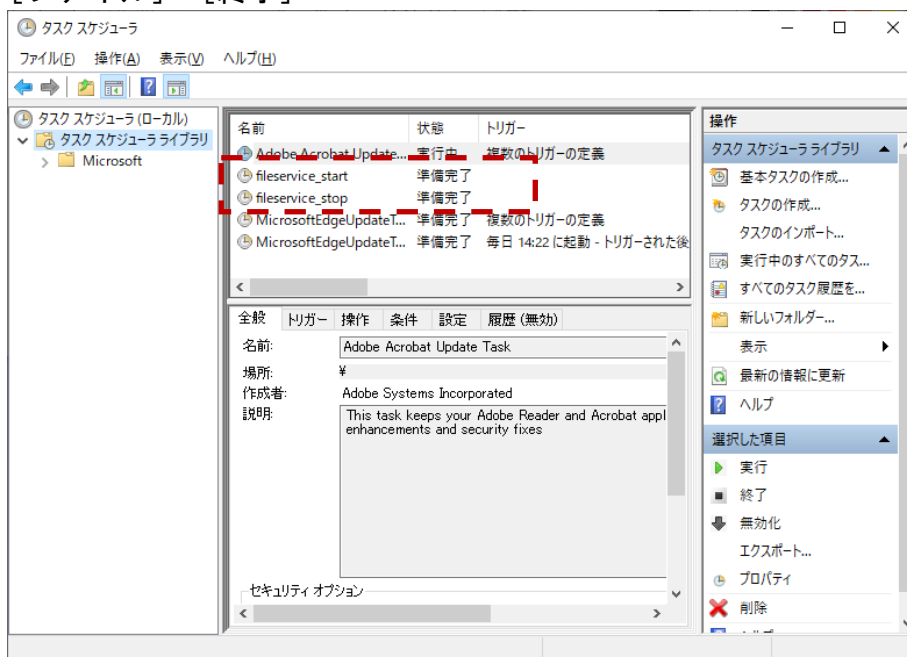 タスク スケジューラ
ファイル(F) 操作(A) 表示(V) ヘルプ(H)
タスク スケジューラ (ローカル)
タスク スケジューラ ライブラリ
Microsoft
名前 状態 トリガー
Adobe Acrobat Update... 実行中 複数のトリガーの定義
fileservice_start 準備完了
fileservice_stop 準備完了
MicrosoftEdgeUpdateT... 準備完了 複数のトリガーの定義
MicrosoftEdgeUpdateT... 準備完了 毎日 14:22 に起動 - トリガーされた後
全般 トリガー 操作 条件 設定 履歴 (無効)
名前: Adobe Acrobat Update Task
場所: ¥
作成者: Adobe Systems Incorporated
説明: This task keeps your Adobe Reader and Acrobat appl
enhancements and security fixes
セキュリティ オプション
操作
タスク スケジューラ ライブラリ
基本タスクの作成...
タスクの作成...
タスクのインポート...
実行中のすべてのタス...
すべてのタスク履歴を...
新しいフォルダー...
表示
最新の情報に更新
ヘルプ
選択した項目
実行
終了
無効化
エクスポート...
プロパティ
削除